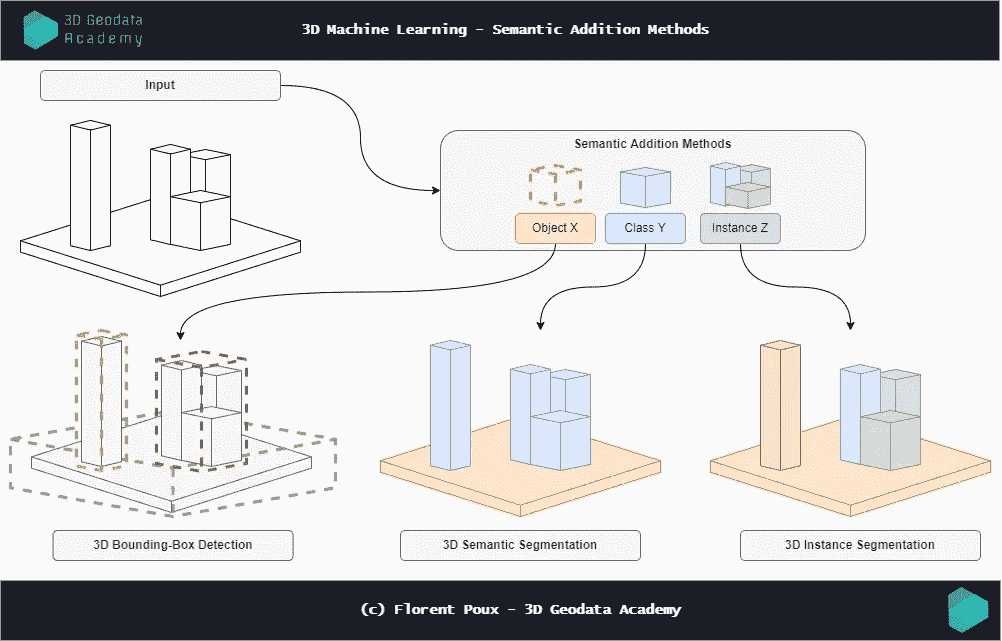 3D Geodata
Academy
3D Machine Learning - Semantic Addition Methods
Input
Semantic Addition Methods
Object X
Class Y
Instance Z
3D Bounding-Box Detection
3D Semantic Segmentation
3D Instance Segmentation
(c) Florent Poux - 3D Geodata Academy